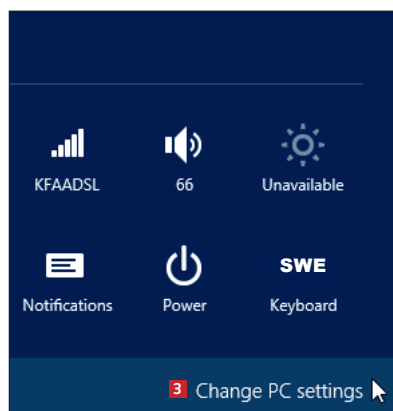 KFAADSL 66 Unavailable
SWE
Notifications Power Keyboard
3 Change PC settings